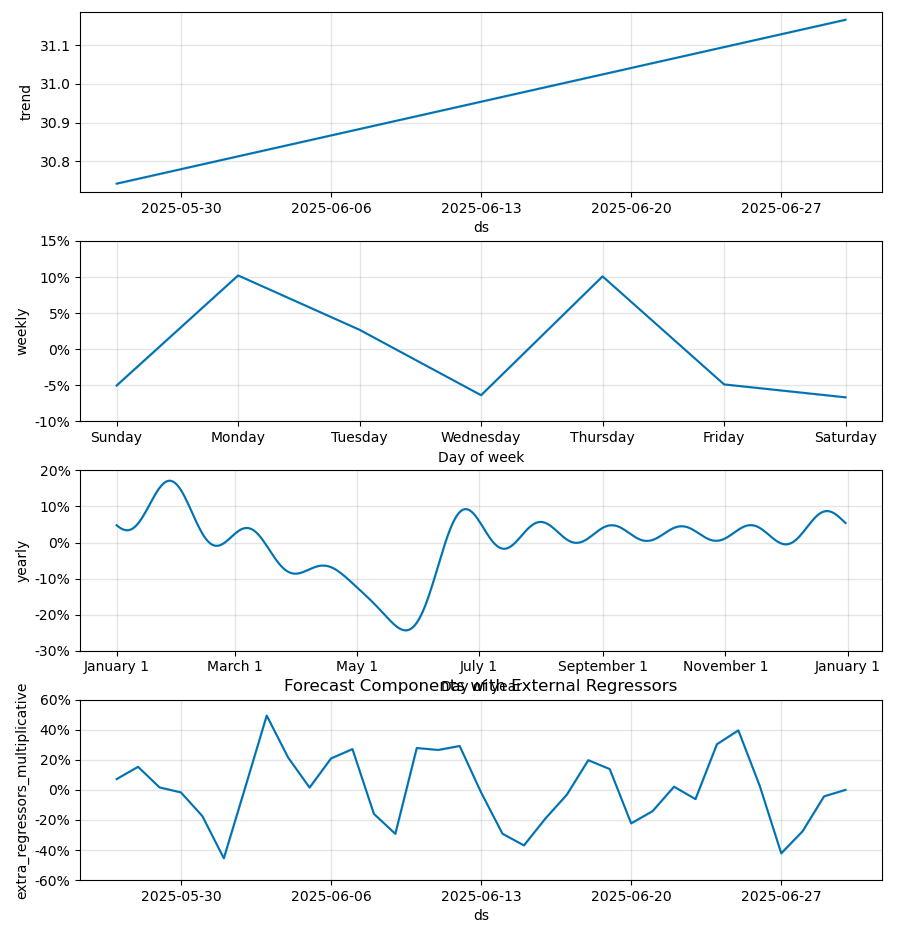 31.1
31.0
30.9
30.8
trend
2025-05-30 2025-06-06 2025-06-13 2025-06-20 2025-06-27
ds
15%
10%
5%
0%
-5%
-10%
weekly
Sunday Monday Tuesday Wednesday Thursday Friday Saturday
Day of week
20%
10%
0%
-10%
-20%
-30%
yearly
January 1 March 1 May 1 July 1 September 1 November 1 January 1
Day of year
Forecast Components with External Regressors
60%
40%
20%
0%
-20%
-40%
-60%
extra_regressors_multiplicative
2025-05-30 2025-06-06 2025-06-13 2025-06-20 2025-06-27
ds